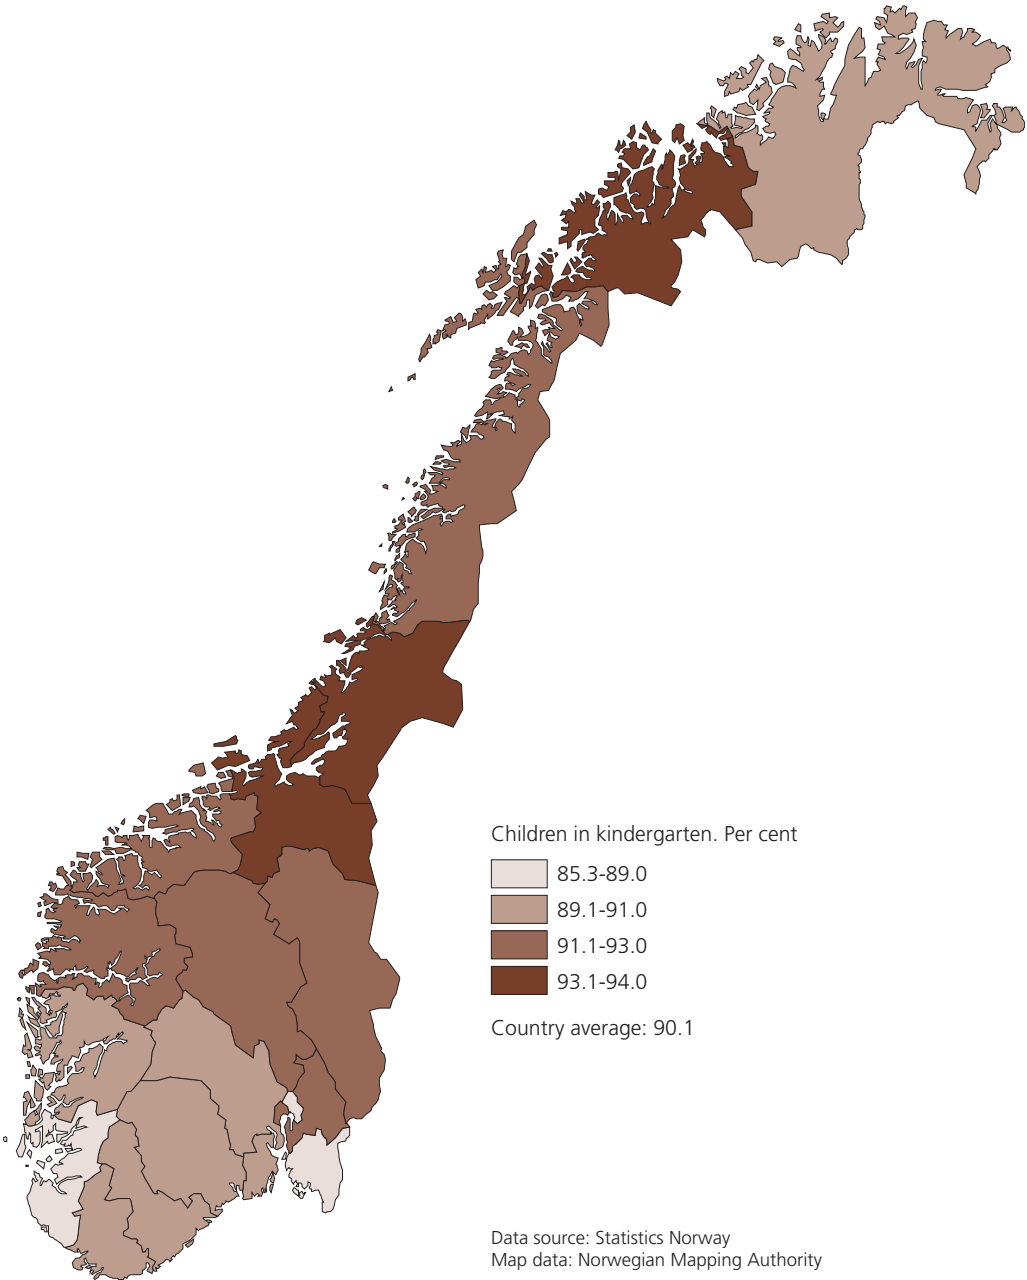 Children in kindergarten. Per cent
85.3-89.0
89.1-91.0
91.1-93.0
93.1-94.0
Country average: 90.1
Data source: Statistics Norway
Map data: Norwegian Mapping Authority